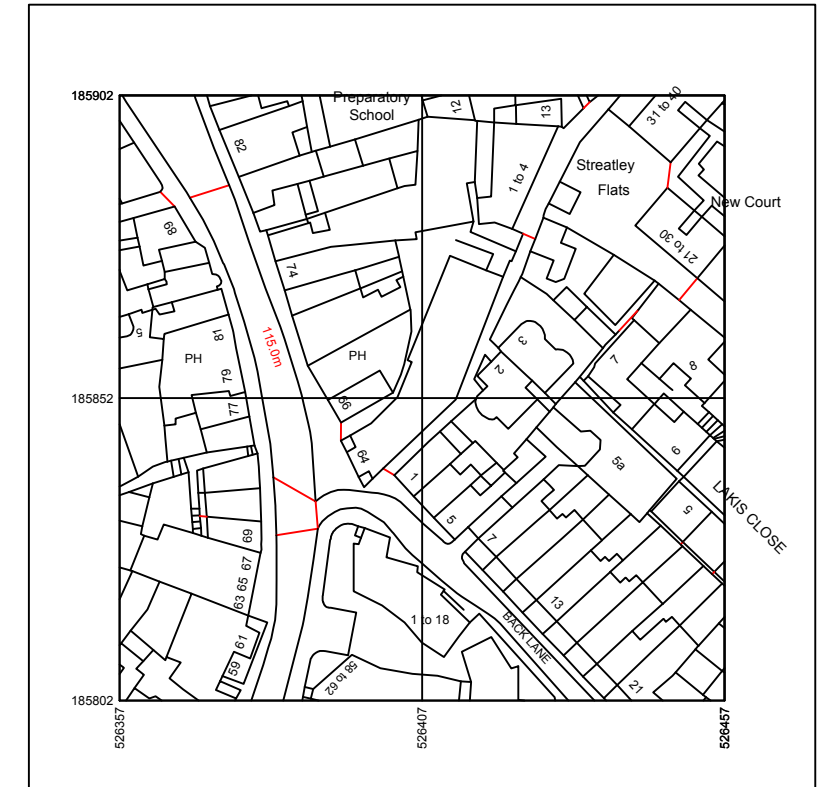 185902
Preparatory
School
12
13
31 to 40
82
1 to 4
Streatley
Flats
New Court
89
21 to 30
74
5
81
115.0m
PH
PH
3
7
8
79
2
77
185852
66
64
1
5a
6
5
5
LAKIS CLOSE
69
7
67
65
63
13
1 to 18
BACK LANE
61
59
58 to 62
21
185802
526357
526407
526457